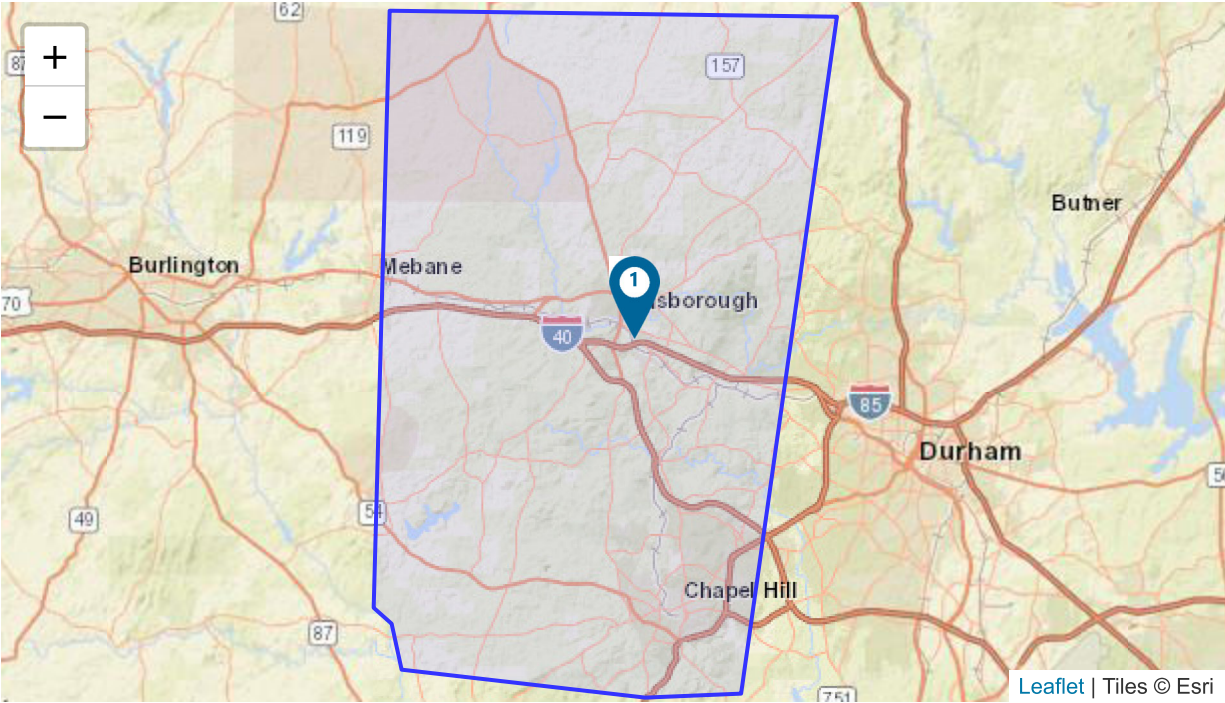 62
87
+
157
119
−
Butner
Burlington
Mebane
1
70
sborough
40
85
Durham
54
49
Chapel Hill
87
751
Leaflet | Tiles © Esri